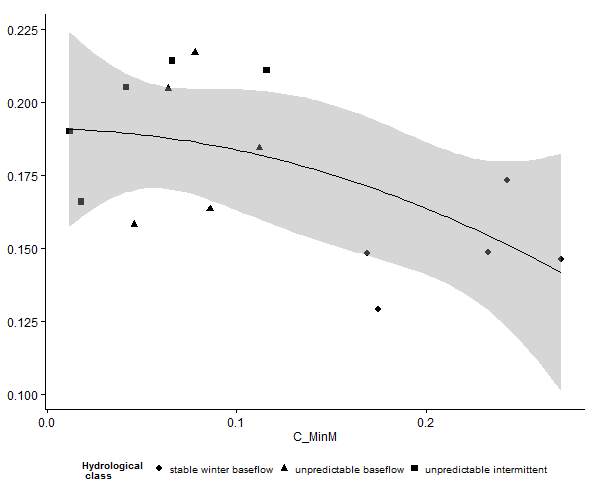 0.225
0.200
0.175
0.150
0.125
0.100
0.0 0.1 0.2
C_MinM
Hydrological
class
stable winter baseflow unpredictable baseflow unpredictable intermittent